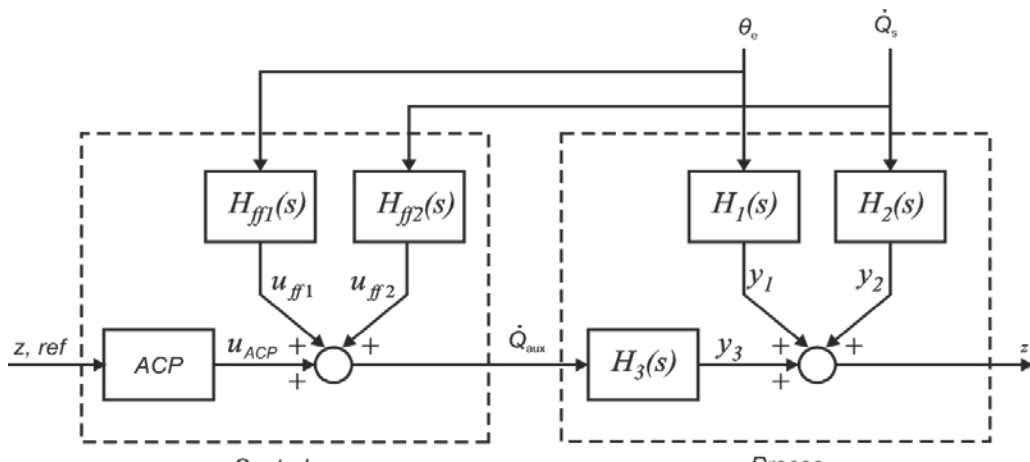 θe
Q̇s
Hff1(s)
Hff2(s)
H1(s)
H2(s)
uff1
uff2
y1
y2
z, ref
ACP
uACP
+
+
+
Q̇aux
H3(s)
y3
+
+
+
z